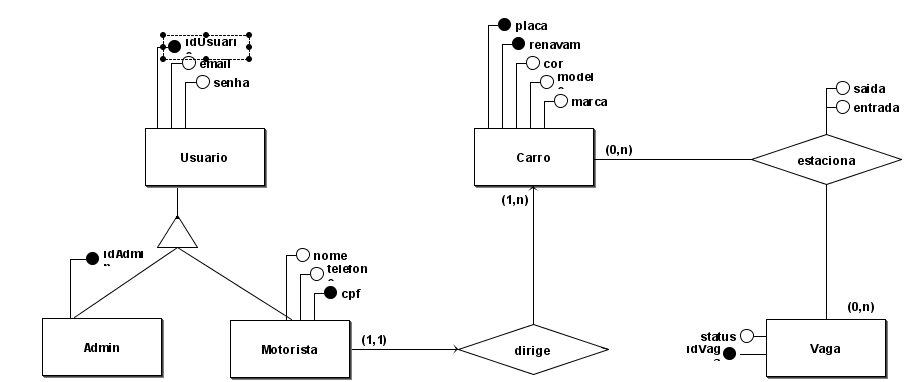 placa
renavam
cor
model
marca
idUsuari
email
senha
saida
entrada
Usuario
Carro
(0,n)
estaciona
(1,n)
idAdmi
nome
telefon
cpf
(0,n)
Admin
Motorista
(1,1)
dirige
status
idVag
Vaga